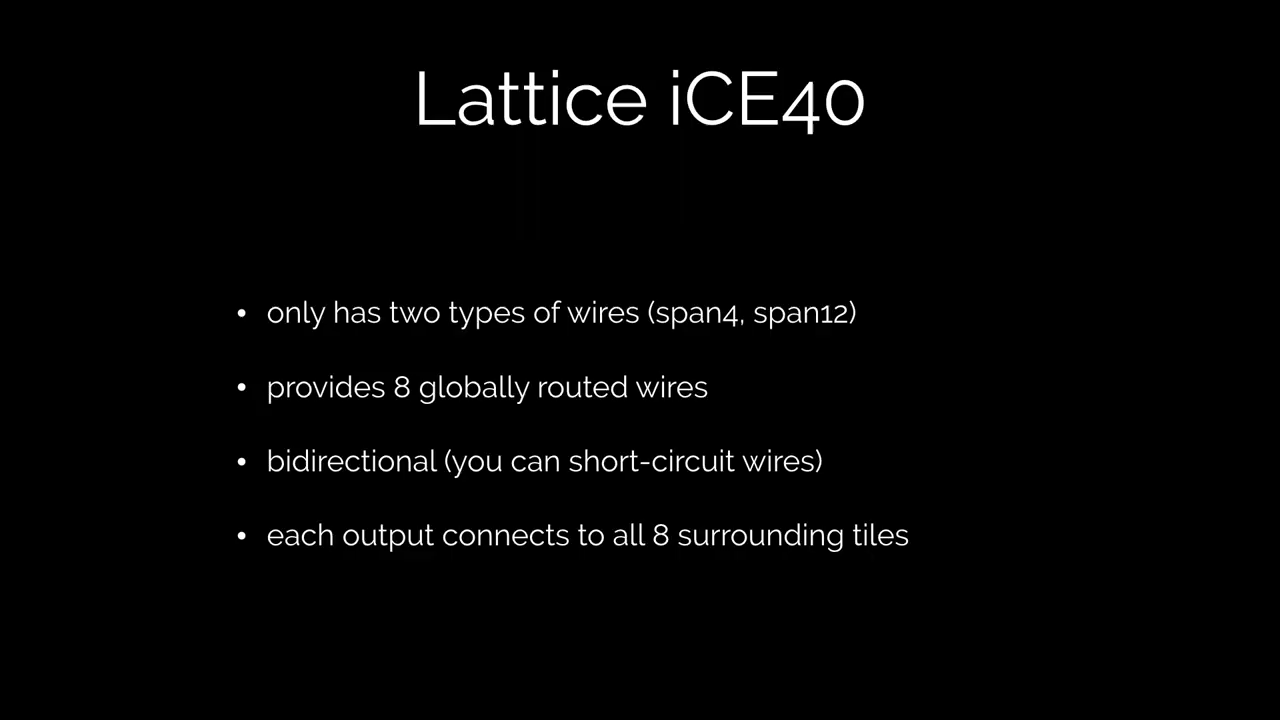 Lattice iCE40
• only has two types of wires (span4, span12)
• provides 8 globally routed wires
• bidirectional (you can short-circuit wires)
• each output connects to all 8 surrounding tiles